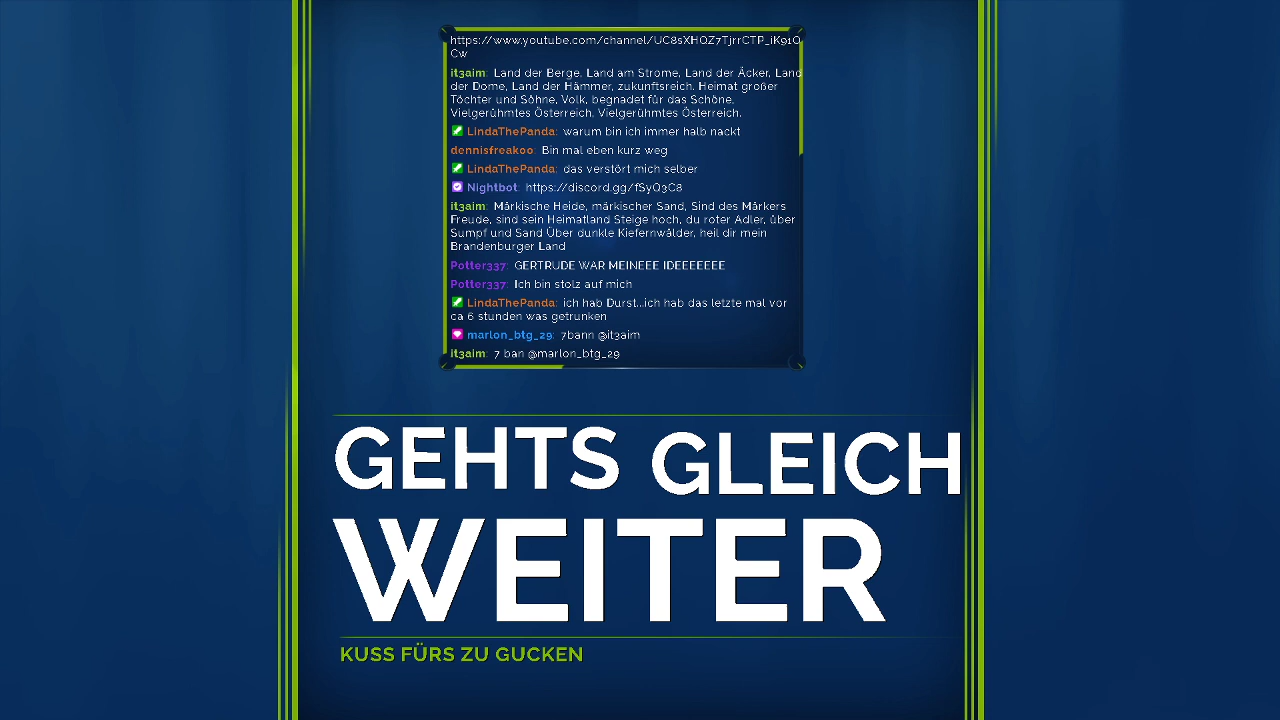 https://www.youtube.com/channel/UC8sXHQZ7TjrrCTP_iK91Q
Cw
it3aim: Land der Berge, Land am Strome, Land der Äcker, Land
der Dome, Land der Hämmer, zukunftsreich. Heimat großer
Töchter und Söhne, Volk, begnadet für das Schöne.
Vielgerühmtes Österreich, Vielgerühmtes Österreich.
LindaThePanda: warum bin ich immer halb nackt
dennisfreakoo: Bin mal eben kurz weg
LindaThePanda: das verstört mich selber
Nightbot: https://discord.gg/fSyQ3C8
it3aim: Märkische Heide, märkischer Sand, Sind des Märkers
Freude, sind sein Heimatland Steige hoch, du roter Adler, über
Sumpf und Sand Über dunkle Kiefernwälder, heil dir mein
Brandenburger Land
Potter337: GERTRUDE WAR MEINEEE IDEEEEEEE
Potter337: Ich bin stolz auf mich
LindaThePanda: ich hab Durst...ich hab das letzte mal vor
ca 6 stunden was getrunken
marlon_btg_29: 7bann @it3aim
it3aim: 7 ban @marlon_btg_29
GEHTS GLEICH
WEITER
KUSS FÜRS ZU GUCKEN